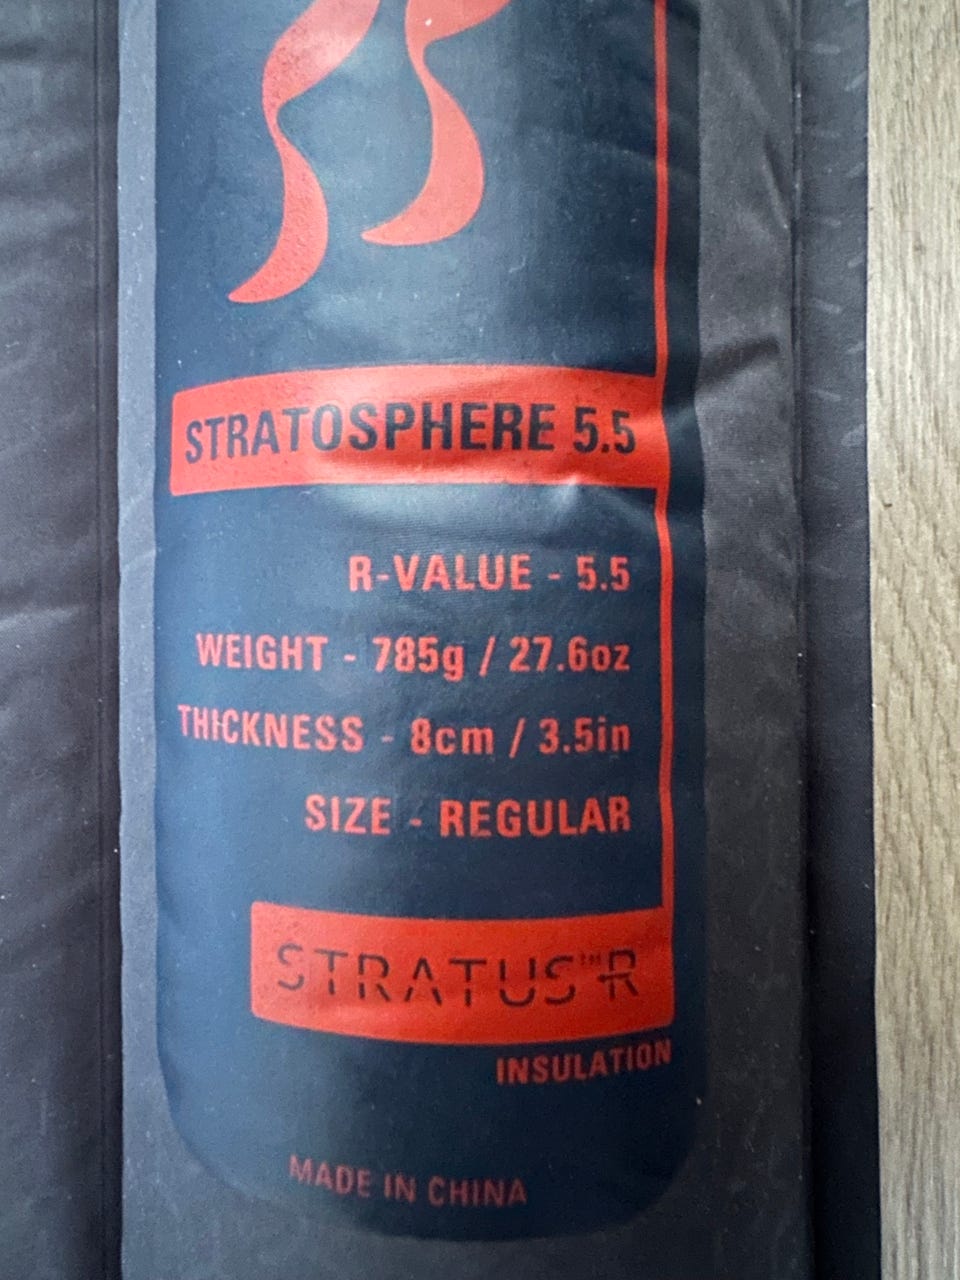 STRATOSPHERE 5.5
R-VALUE - 5.5
WEIGHT - 785g / 27.6oz
THICKNESS - 8cm / 3.5in
SIZE - REGULAR
STRATUS™R
INSULATION
MADE IN CHINA